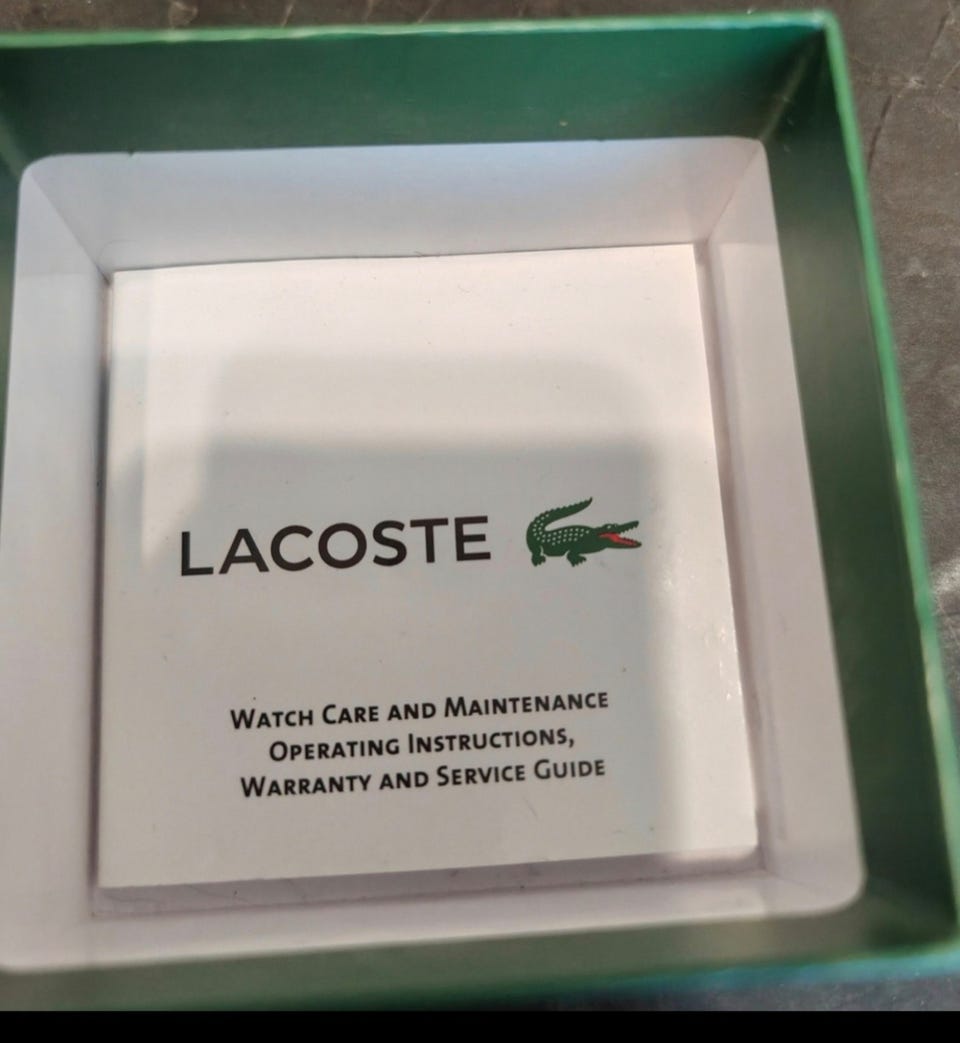 LACOSTE
WATCH CARE AND MAINTENANCE
OPERATING INSTRUCTIONS,
WARRANTY AND SERVICE GUIDE